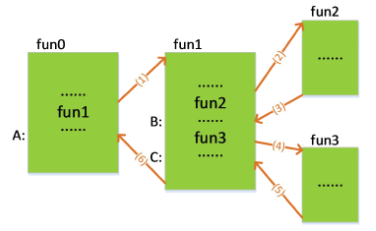 fun0
......
fun1
A:
......
(1)
fun1
......
fun2
B:
......
fun3
C:
......
(6)
(2)
(3)
(4)
(5)
fun2
......
fun3
......